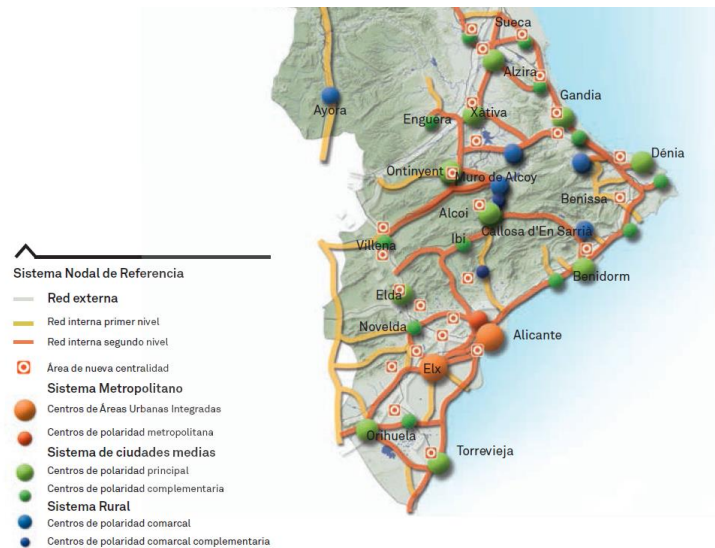 Sueca
Alzira
Gandia
Ayora
Enguera
Xàtiva
Dénia
Ontinyent
Muro de Alcoy
Benissa
Alcoi
Callosa d'En Sarrià
Villena
Ibi
Benidorm
Elda
Novelda
Alicante
Elx
Orihuela
Torrevieja
Sistema Nodal de Referencia
Red externa
Red interna primer nivel
Red interna segundo nivel
Área de nueva centralidad
Sistema Metropolitano
Centros de Áreas Urbanas Integradas
Centros de polaridad metropolitana
Sistema de ciudades medias
Centros de polaridad principal
Centros de polaridad complementaria
Sistema Rural
Centros de polaridad comarcal
Centros de polaridad comarcal complementaria